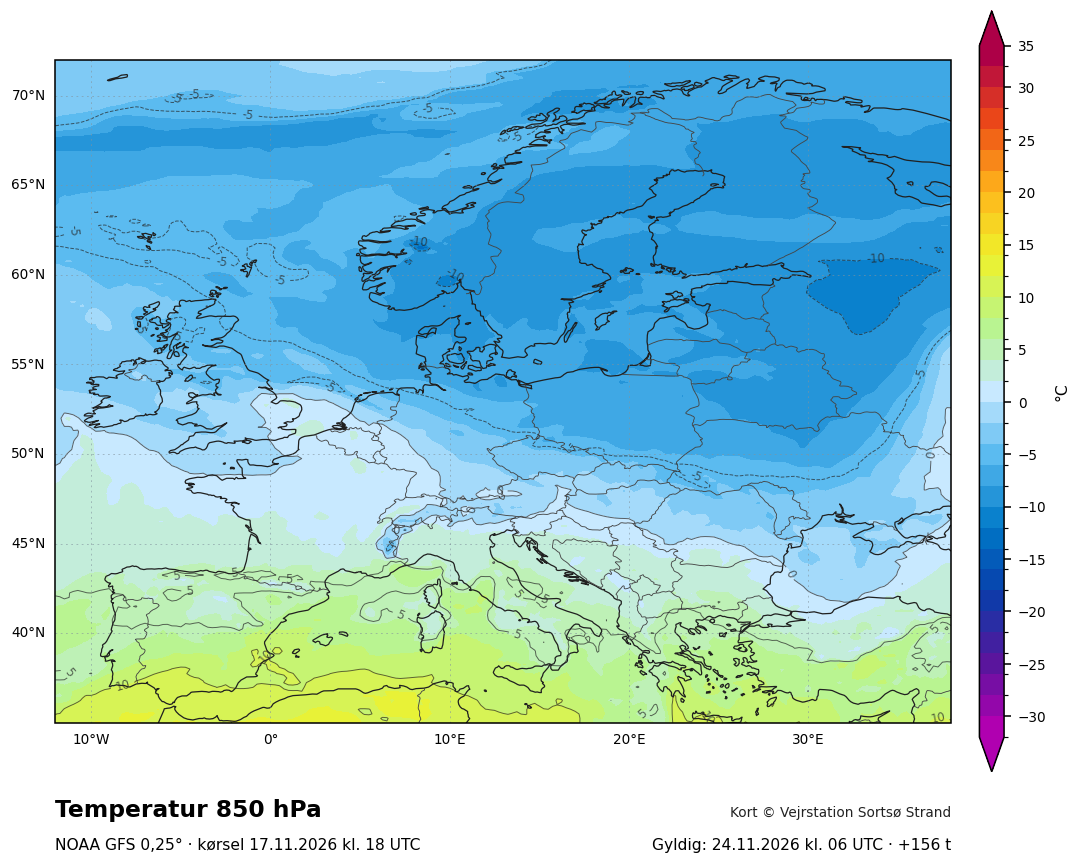 70°N
65°N
60°N
55°N
50°N
45°N
40°N
10°W
0°
10°E
20°E
30°E
35
30
25
20
15
10
5
0
−5
−10
−15
−20
−25
−30
°C
Temperatur 850 hPa
Kort © Vejrstation Sortsø Strand
NOAA GFS 0,25° · kørsel 17.11.2026 kl. 18 UTC
Gyldig: 24.11.2026 kl. 06 UTC · +156 t